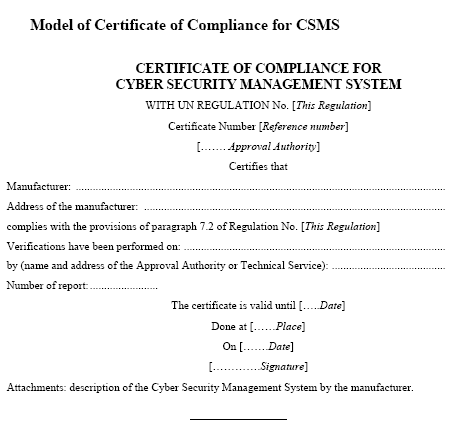 Model of Certificate of Compliance for CSMS
CERTIFICATE OF COMPLIANCE FOR
CYBER SECURITY MANAGEMENT SYSTEM
WITH UN REGULATION No. [This Regulation]
Certificate Number [Reference number]
[……. Approval Authority]
Certifies that
Manufacturer: ................................................................................................................................
Address of the manufacturer: .........................................................................................................
complies with the provisions of paragraph 7.2 of Regulation No. [This Regulation]
Verifications have been performed on: ...........................................................................................
by (name and address of the Approval Authority or Technical Service): ........................................
Number of report: ........................
The certificate is valid until […..Date]
Done at [……Place]
On […….Date]
[………….Signature]
Attachments: description of the Cyber Security Management System by the manufacturer.